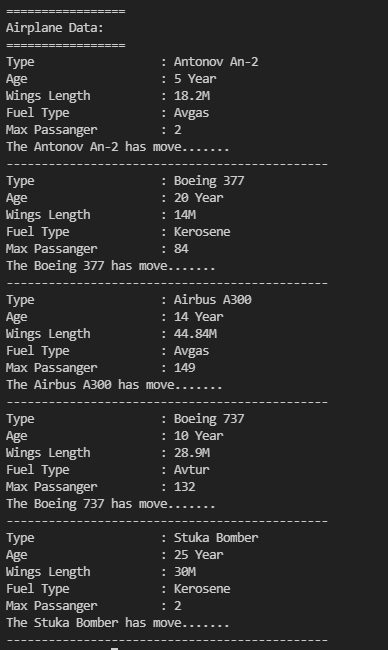 =================
Airplane Data:
=================
Type                  : Antonov An-2
Age                   : 5 Year
Wings Length          : 18.2M
Fuel Type             : Avgas
Max Passanger         : 2
The Antonov An-2 has move.......
----------------------------------------------
Type                  : Boeing 377
Age                   : 20 Year
Wings Length          : 14M
Fuel Type             : Kerosene
Max Passanger         : 84
The Boeing 377 has move.......
----------------------------------------------
Type                  : Airbus A300
Age                   : 14 Year
Wings Length          : 44.84M
Fuel Type             : Avgas
Max Passanger         : 149
The Airbus A300 has move.......
----------------------------------------------
Type                  : Boeing 737
Age                   : 10 Year
Wings Length          : 28.9M
Fuel Type             : Avtur
Max Passanger         : 132
The Boeing 737 has move.......
----------------------------------------------
Type                  : Stuka Bomber
Age                   : 25 Year
Wings Length          : 30M
Fuel Type             : Kerosene
Max Passanger         : 2
The Stuka Bomber has move.......
----------------------------------------------